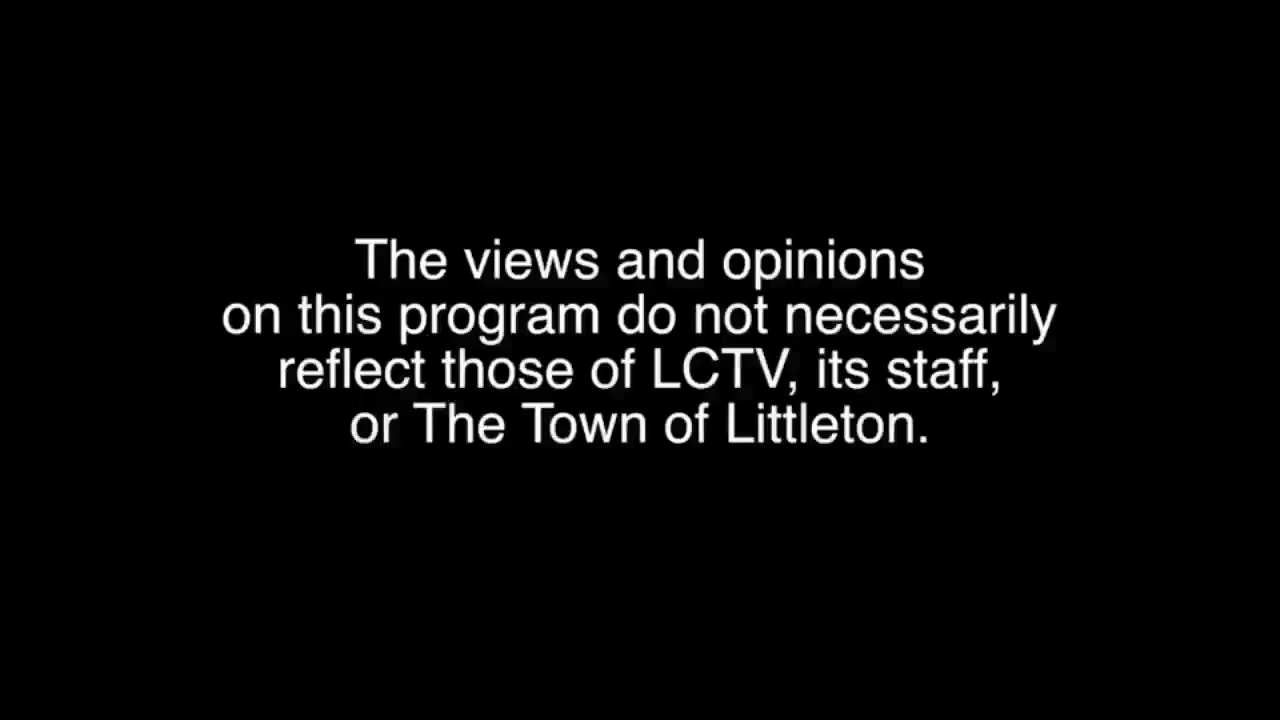 The views and opinions
on this program do not necessarily
reflect those of LCTV, its staff,
or The Town of Littleton.